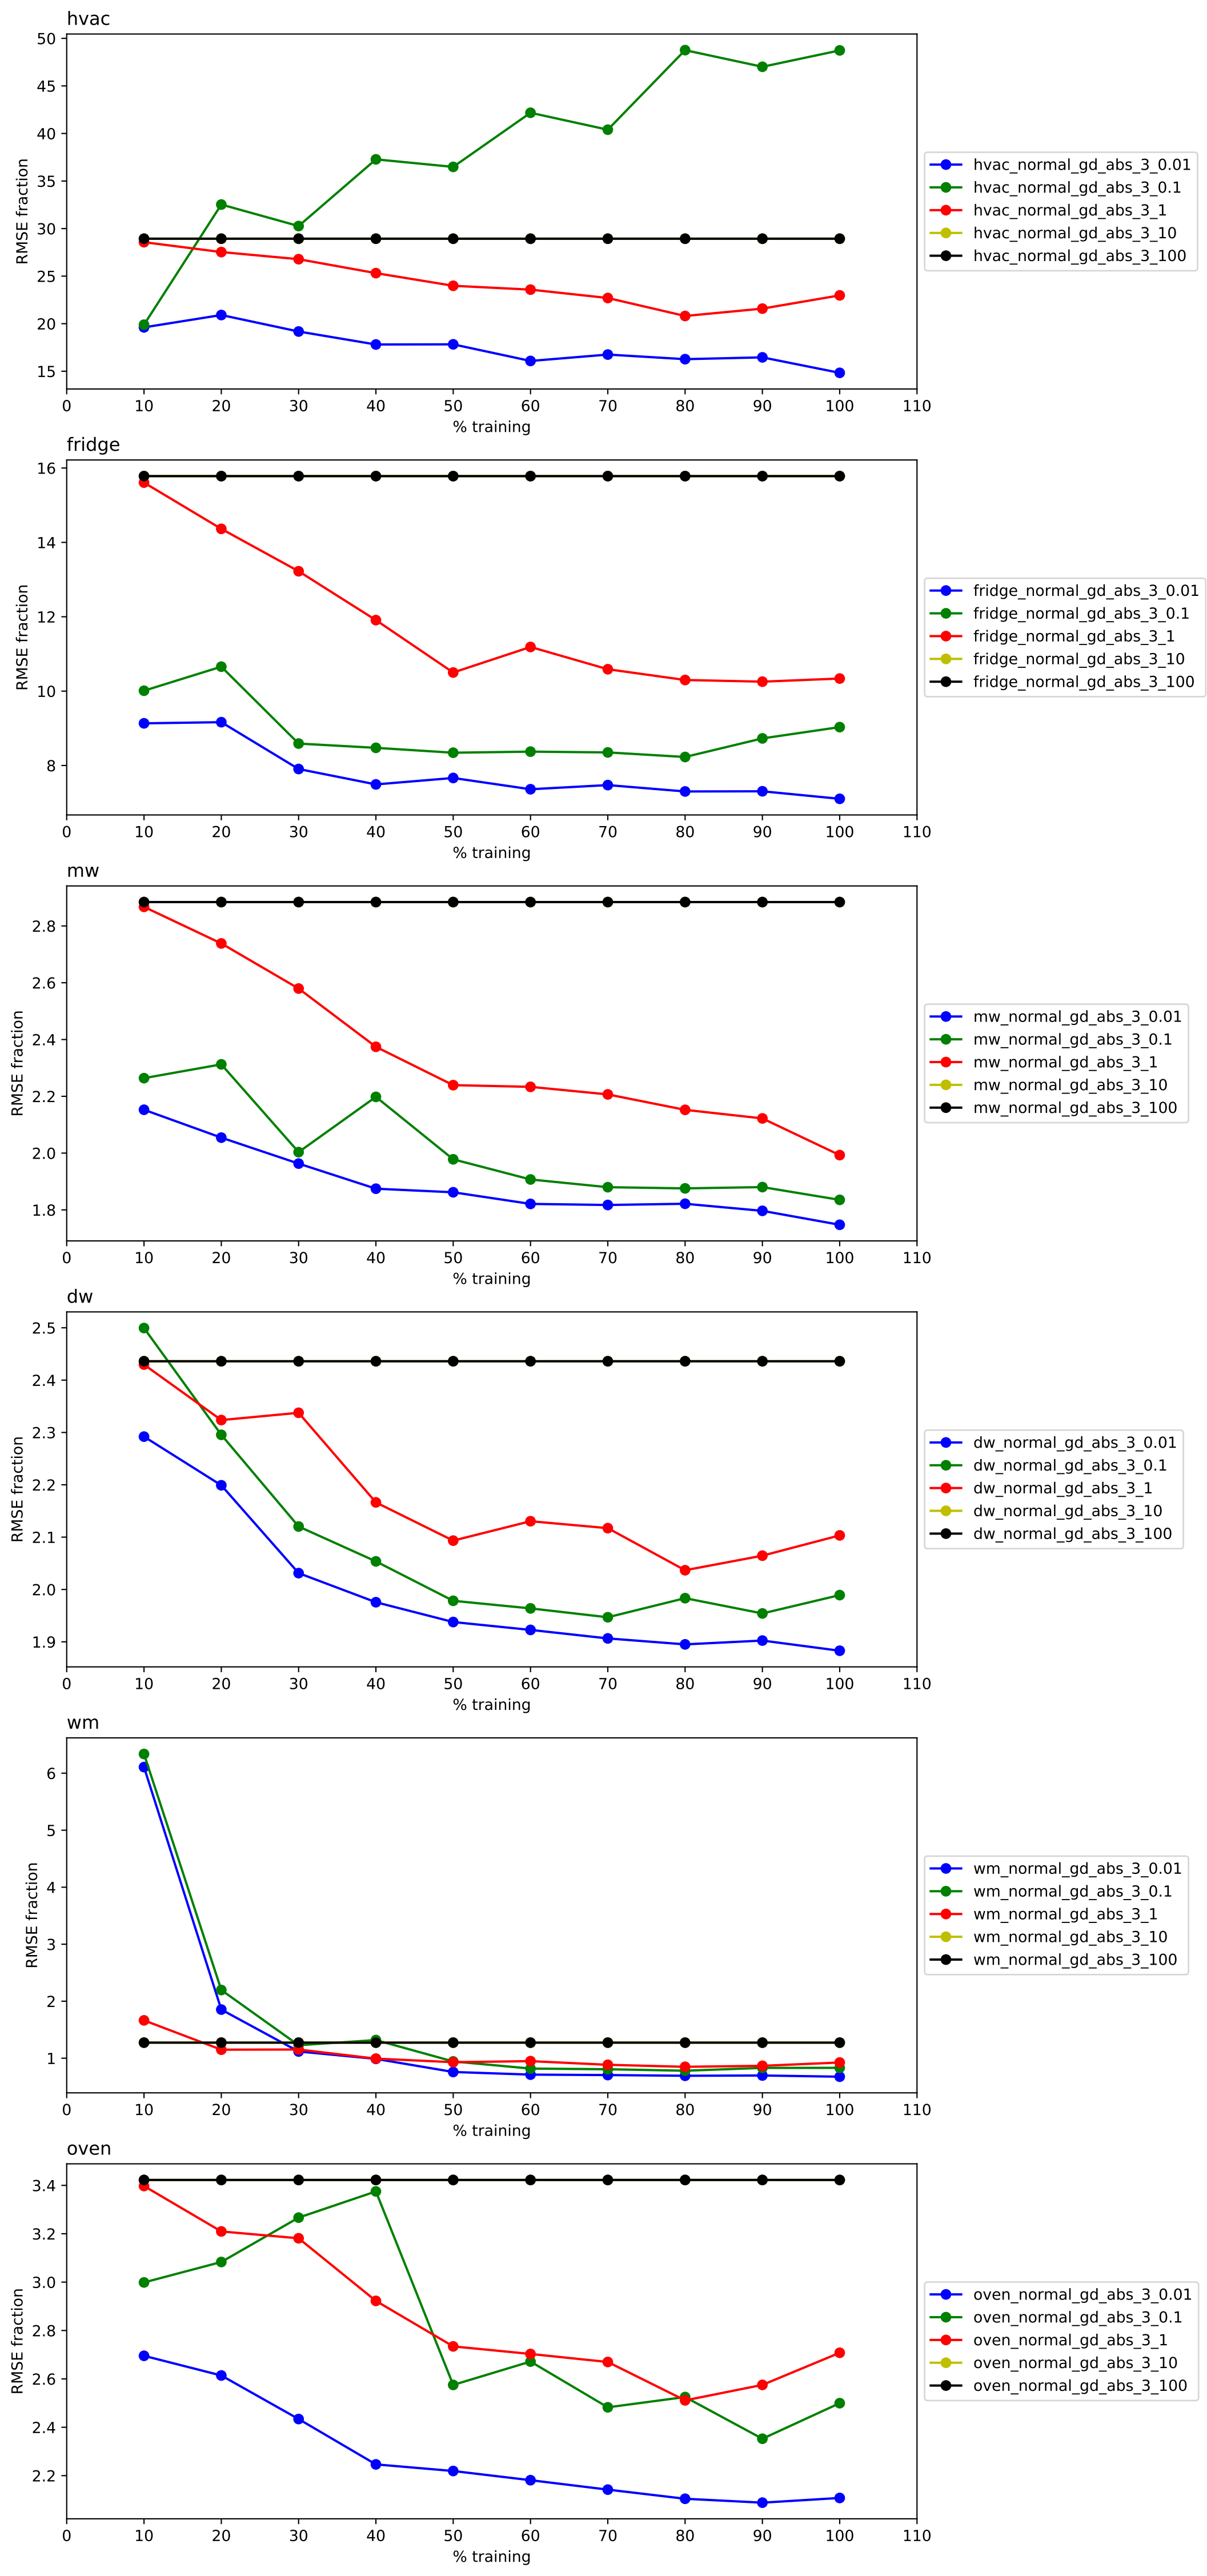 hvac
50
45
40
35
30
25
20
15
RMSE fraction
0 10 20 30 40 50 60 70 80 90 100 110
% training
hvac_normal_gd_abs_3_0.01
hvac_normal_gd_abs_3_0.1
hvac_normal_gd_abs_3_1
hvac_normal_gd_abs_3_10
hvac_normal_gd_abs_3_100
fridge
16
14
12
10
8
RMSE fraction
0 10 20 30 40 50 60 70 80 90 100 110
% training
fridge_normal_gd_abs_3_0.01
fridge_normal_gd_abs_3_0.1
fridge_normal_gd_abs_3_1
fridge_normal_gd_abs_3_10
fridge_normal_gd_abs_3_100
mw
2.8
2.6
2.4
2.2
2.0
1.8
RMSE fraction
0 10 20 30 40 50 60 70 80 90 100 110
% training
mw_normal_gd_abs_3_0.01
mw_normal_gd_abs_3_0.1
mw_normal_gd_abs_3_1
mw_normal_gd_abs_3_10
mw_normal_gd_abs_3_100
dw
2.5
2.4
2.3
2.2
2.1
2.0
1.9
RMSE fraction
0 10 20 30 40 50 60 70 80 90 100 110
% training
dw_normal_gd_abs_3_0.01
dw_normal_gd_abs_3_0.1
dw_normal_gd_abs_3_1
dw_normal_gd_abs_3_10
dw_normal_gd_abs_3_100
wm
6
5
4
3
2
1
RMSE fraction
0 10 20 30 40 50 60 70 80 90 100 110
% training
wm_normal_gd_abs_3_0.01
wm_normal_gd_abs_3_0.1
wm_normal_gd_abs_3_1
wm_normal_gd_abs_3_10
wm_normal_gd_abs_3_100
oven
3.4
3.2
3.0
2.8
2.6
2.4
2.2
RMSE fraction
0 10 20 30 40 50 60 70 80 90 100 110
% training
oven_normal_gd_abs_3_0.01
oven_normal_gd_abs_3_0.1
oven_normal_gd_abs_3_1
oven_normal_gd_abs_3_10
oven_normal_gd_abs_3_100